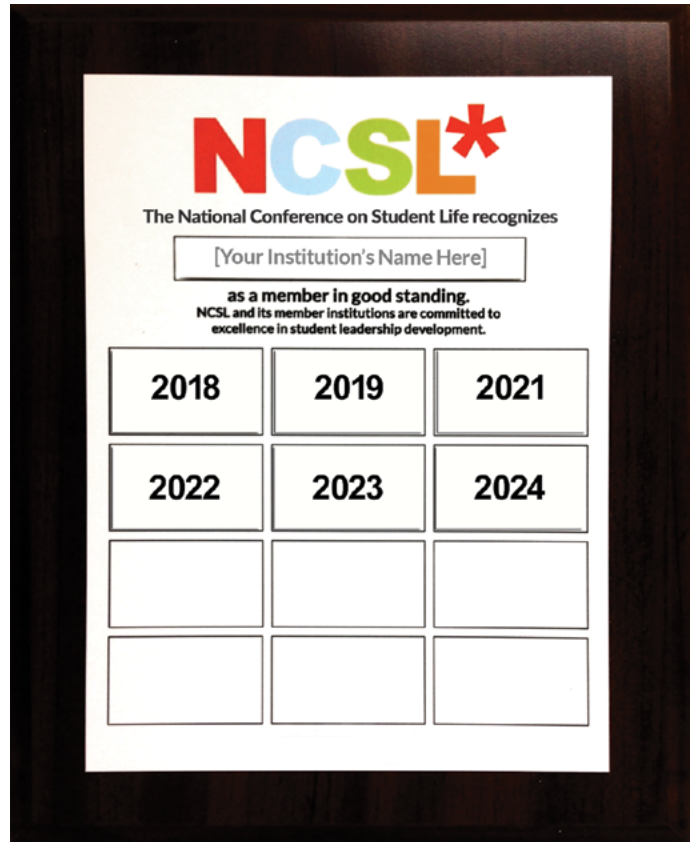 NCSL*
The National Conference on Student Life recognizes
[Your Institution's Name Here]
as a member in good standing.
NCSL and its member institutions are committed to
excellence in student leadership development.
2018 2019 2021
2022 2023 2024